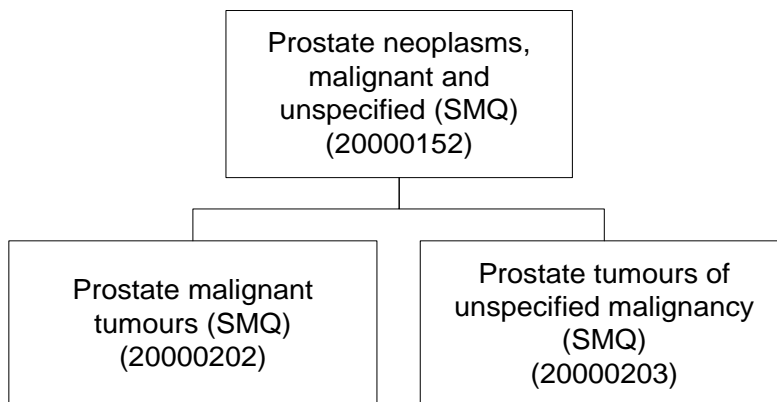 Prostate neoplasms,
malignant and
unspecified (SMQ)
(20000152)
Prostate malignant
tumours (SMQ)
(20000202)
Prostate tumours of
unspecified malignancy
(SMQ)
(20000203)